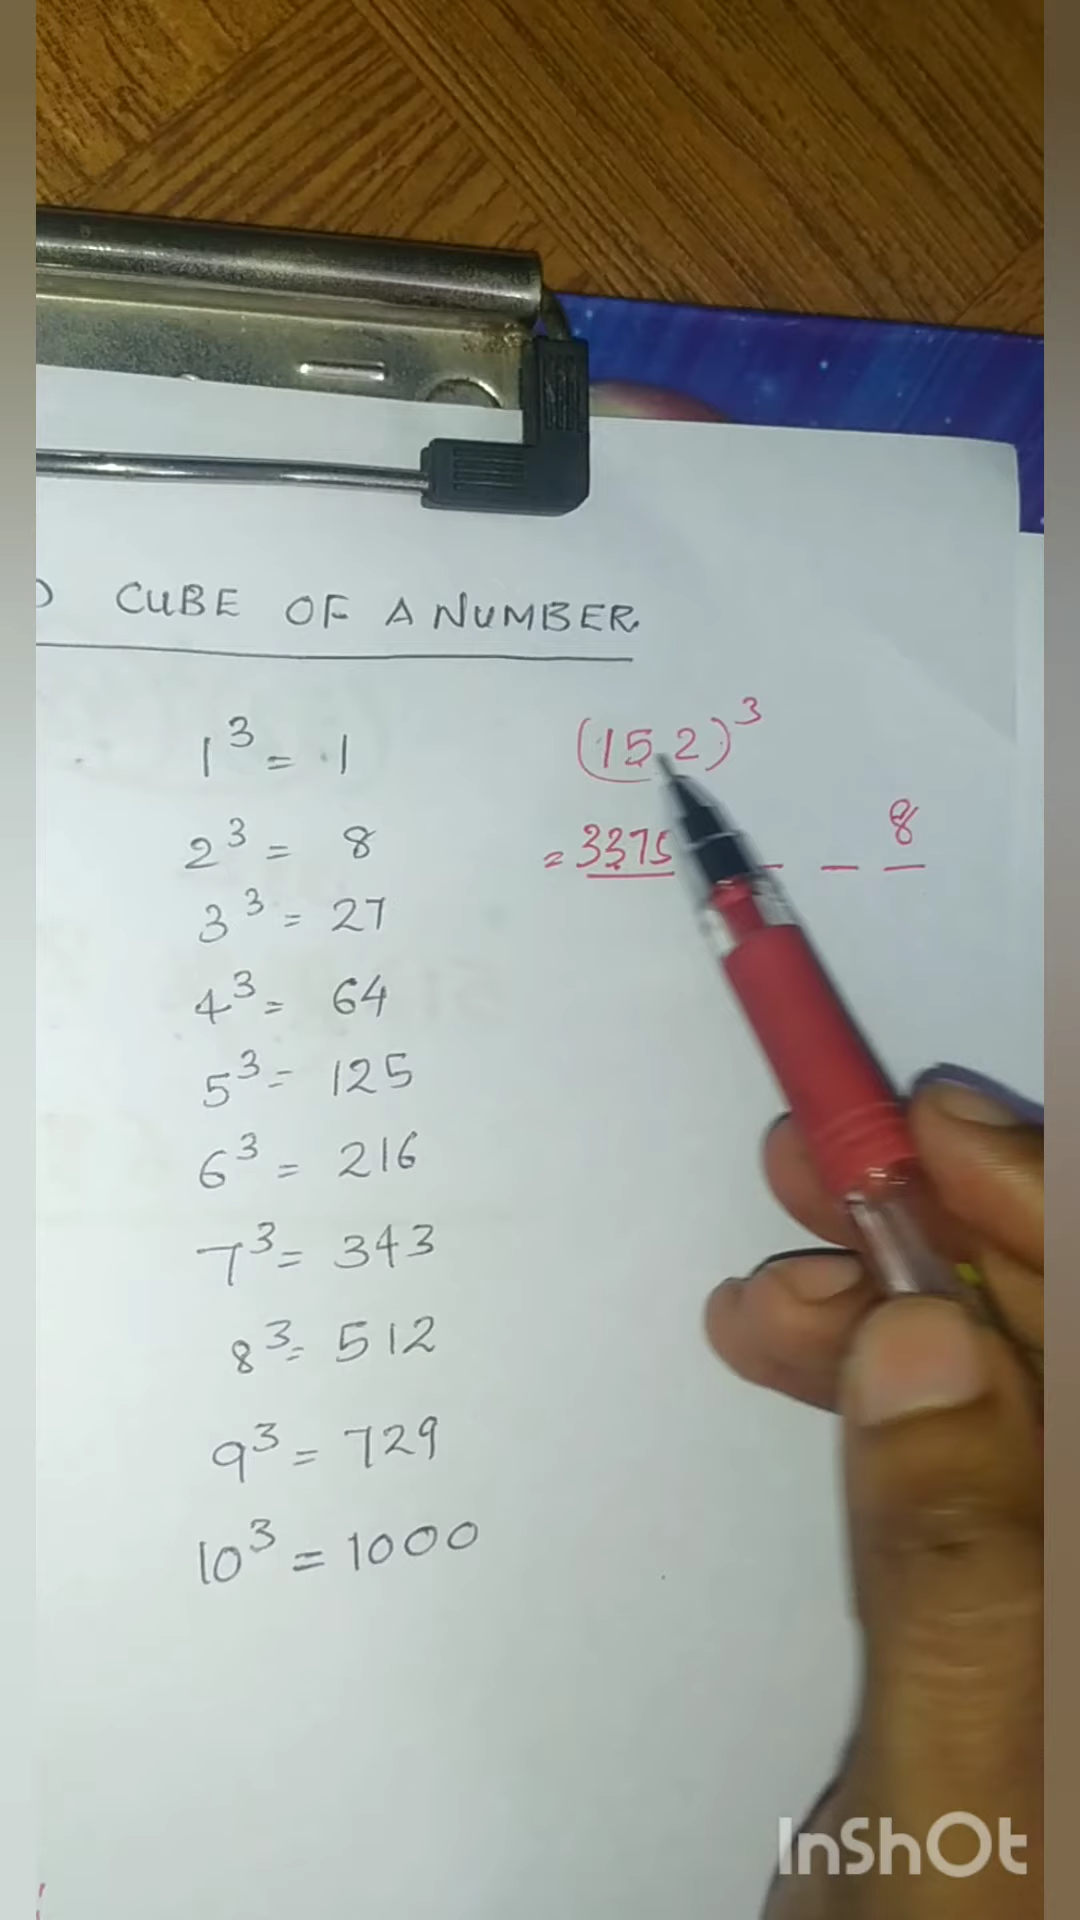 CUBE OF A NUMBER
1³ = 1
2³ = 8
3³ = 27
4³ = 64
5³ = 125
6³ = 216
7³ = 343
8³ = 512
9³ = 729
10³ = 1000
(152)³
= 3375 _ _ 8
InShOt